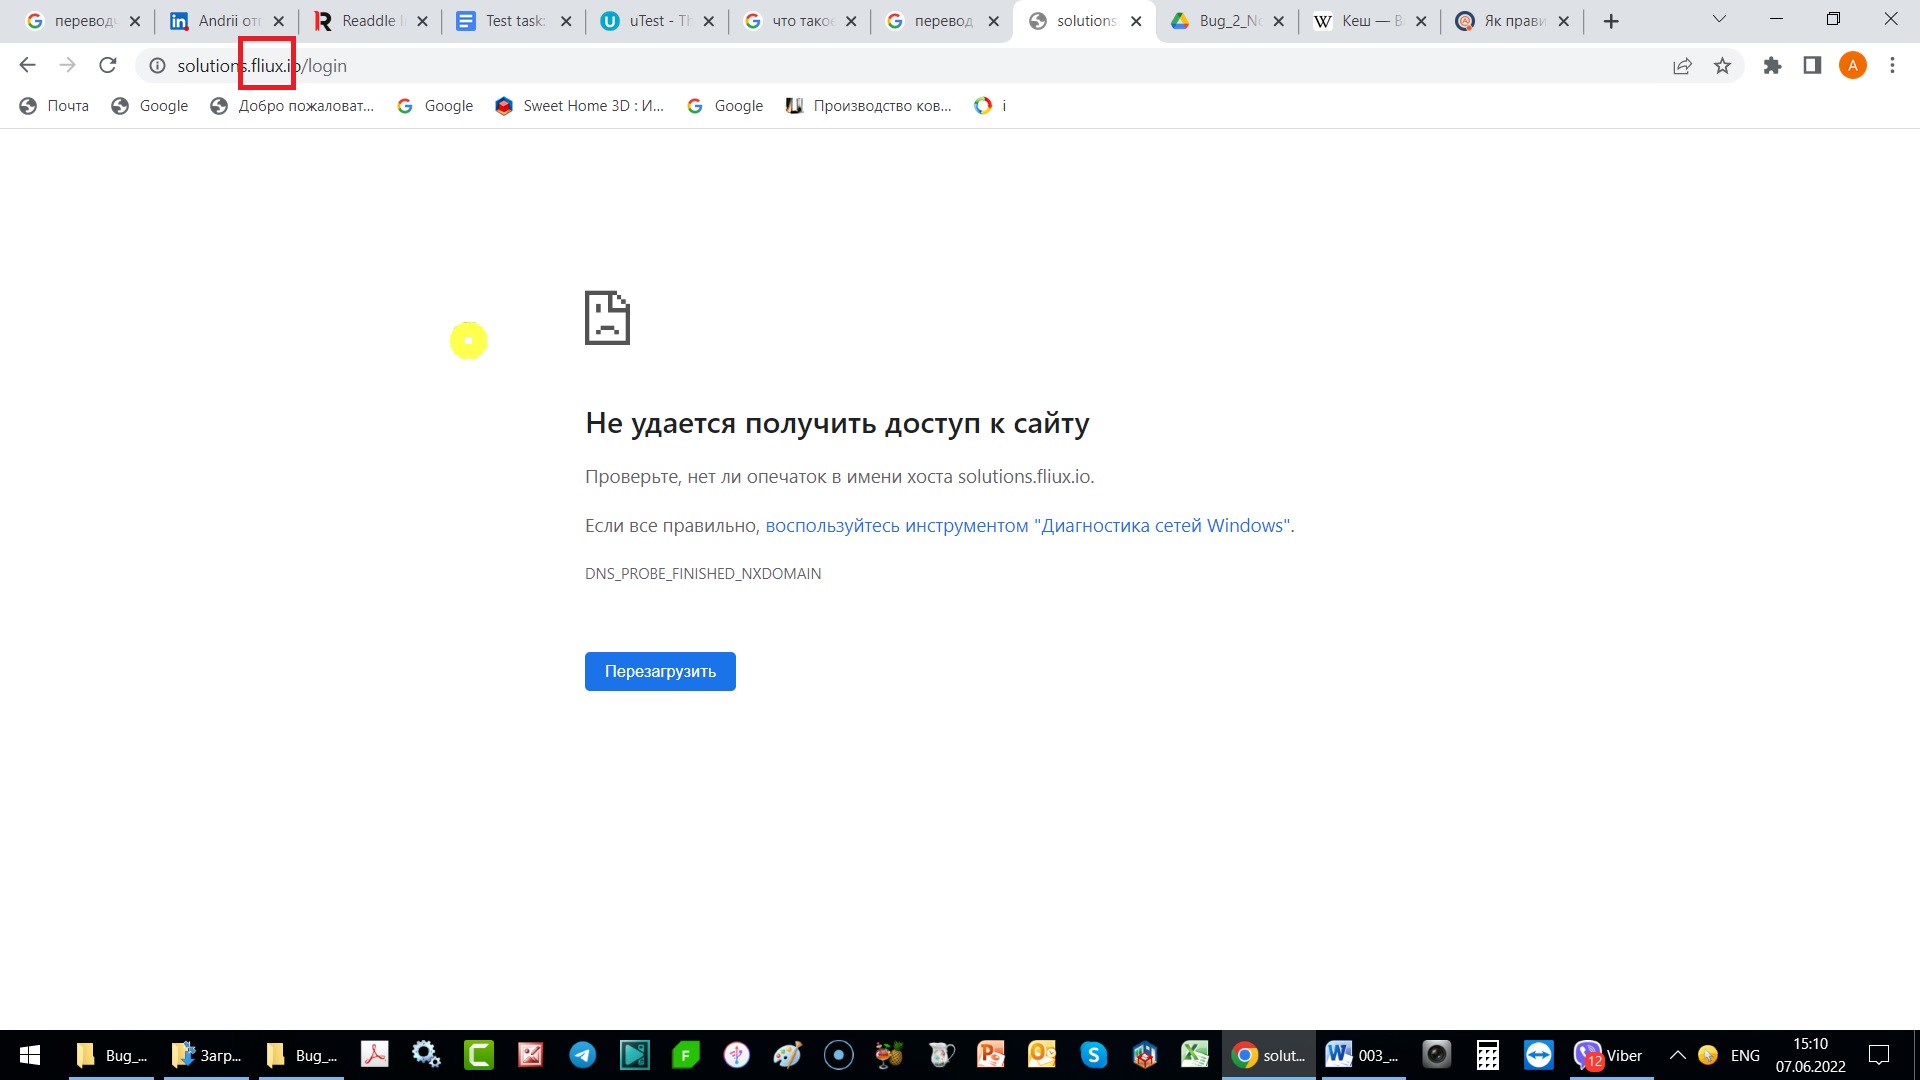 переводч
Andrii отп
Readdle I
Test task:
uTest - Th
что такое
перевод
solutions
Bug_2_No
Кеш — В
Як прави
solutions.fliux.io/login
A
Почта
Google
Добро пожаловат...
Google
Sweet Home 3D : И...
Google
Производство ков...
i
Не удается получить доступ к сайту
Проверьте, нет ли опечаток в имени хоста solutions.fliux.io.
Если все правильно, воспользуйтесь инструментом "Диагностика сетей Windows".
DNS_PROBE_FINISHED_NXDOMAIN
Перезагрузить
Bug_...
Загр...
Bug_...
solut...
003_...
12
Viber
ENG
15:10
07.06.2022